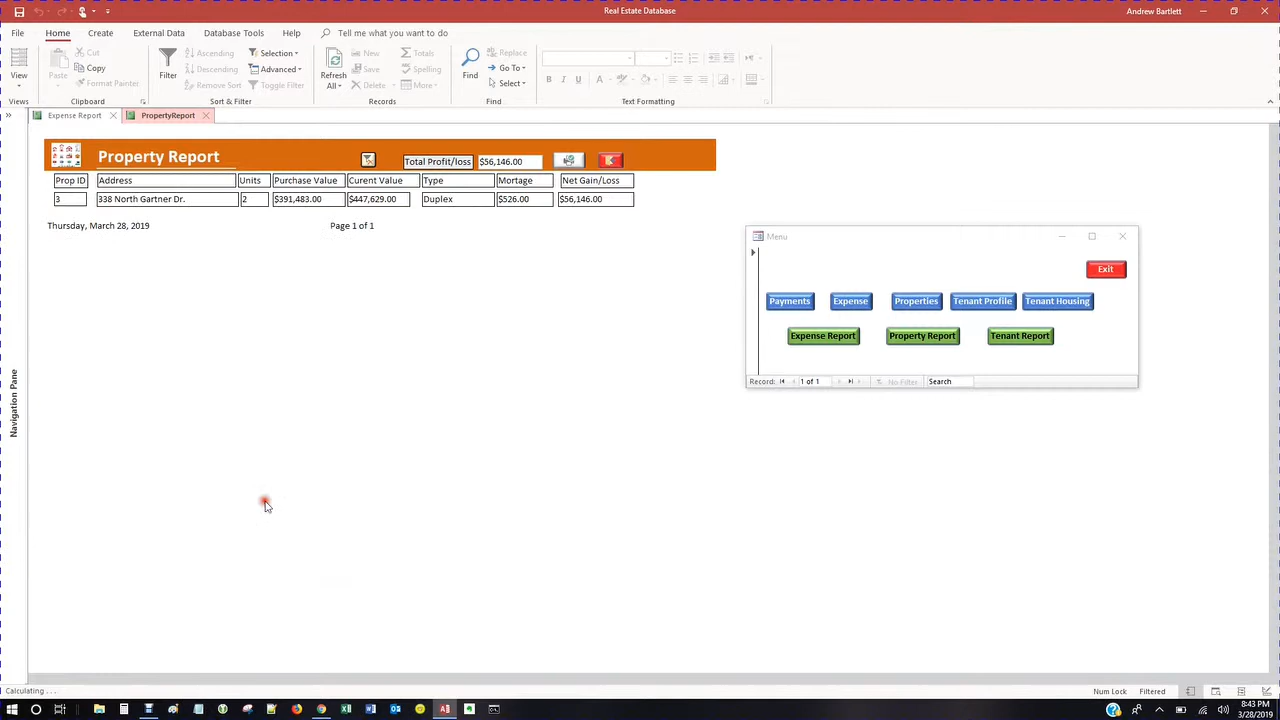 Real Estate Database
Andrew Bartlett
File Home Create External Data Database Tools Help Tell me what you want to do
View
Views
Paste
Cut
Copy
Format Painter
Clipboard
Filter
Ascending
Descending
Remove Sort
Selection
Advanced
Toggle Filter
Sort & Filter
Refresh
All
New
Save
Delete
Totals
Spelling
More
Records
Find
Replace
Go To
Select
Find
B I U
A
Text Formatting
Expense Report
PropertyReport
Property Report
Total Profit/loss $56,146.00
Prop ID Address Units Purchase Value Curent Value Type Mortage Net Gain/Loss
3 338 North Gartner Dr. 2 $391,483.00 $447,629.00 Duplex $526.00 $56,146.00
Thursday, March 28, 2019 Page 1 of 1
Menu
Exit
Payments Expense Properties Tenant Profile Tenant Housing
Expense Report Property Report Tenant Report
Record: 1 of 1 No Filter Search
Navigation Pane
Calculating . . .
Num Lock Filtered
8:43 PM
3/28/2019